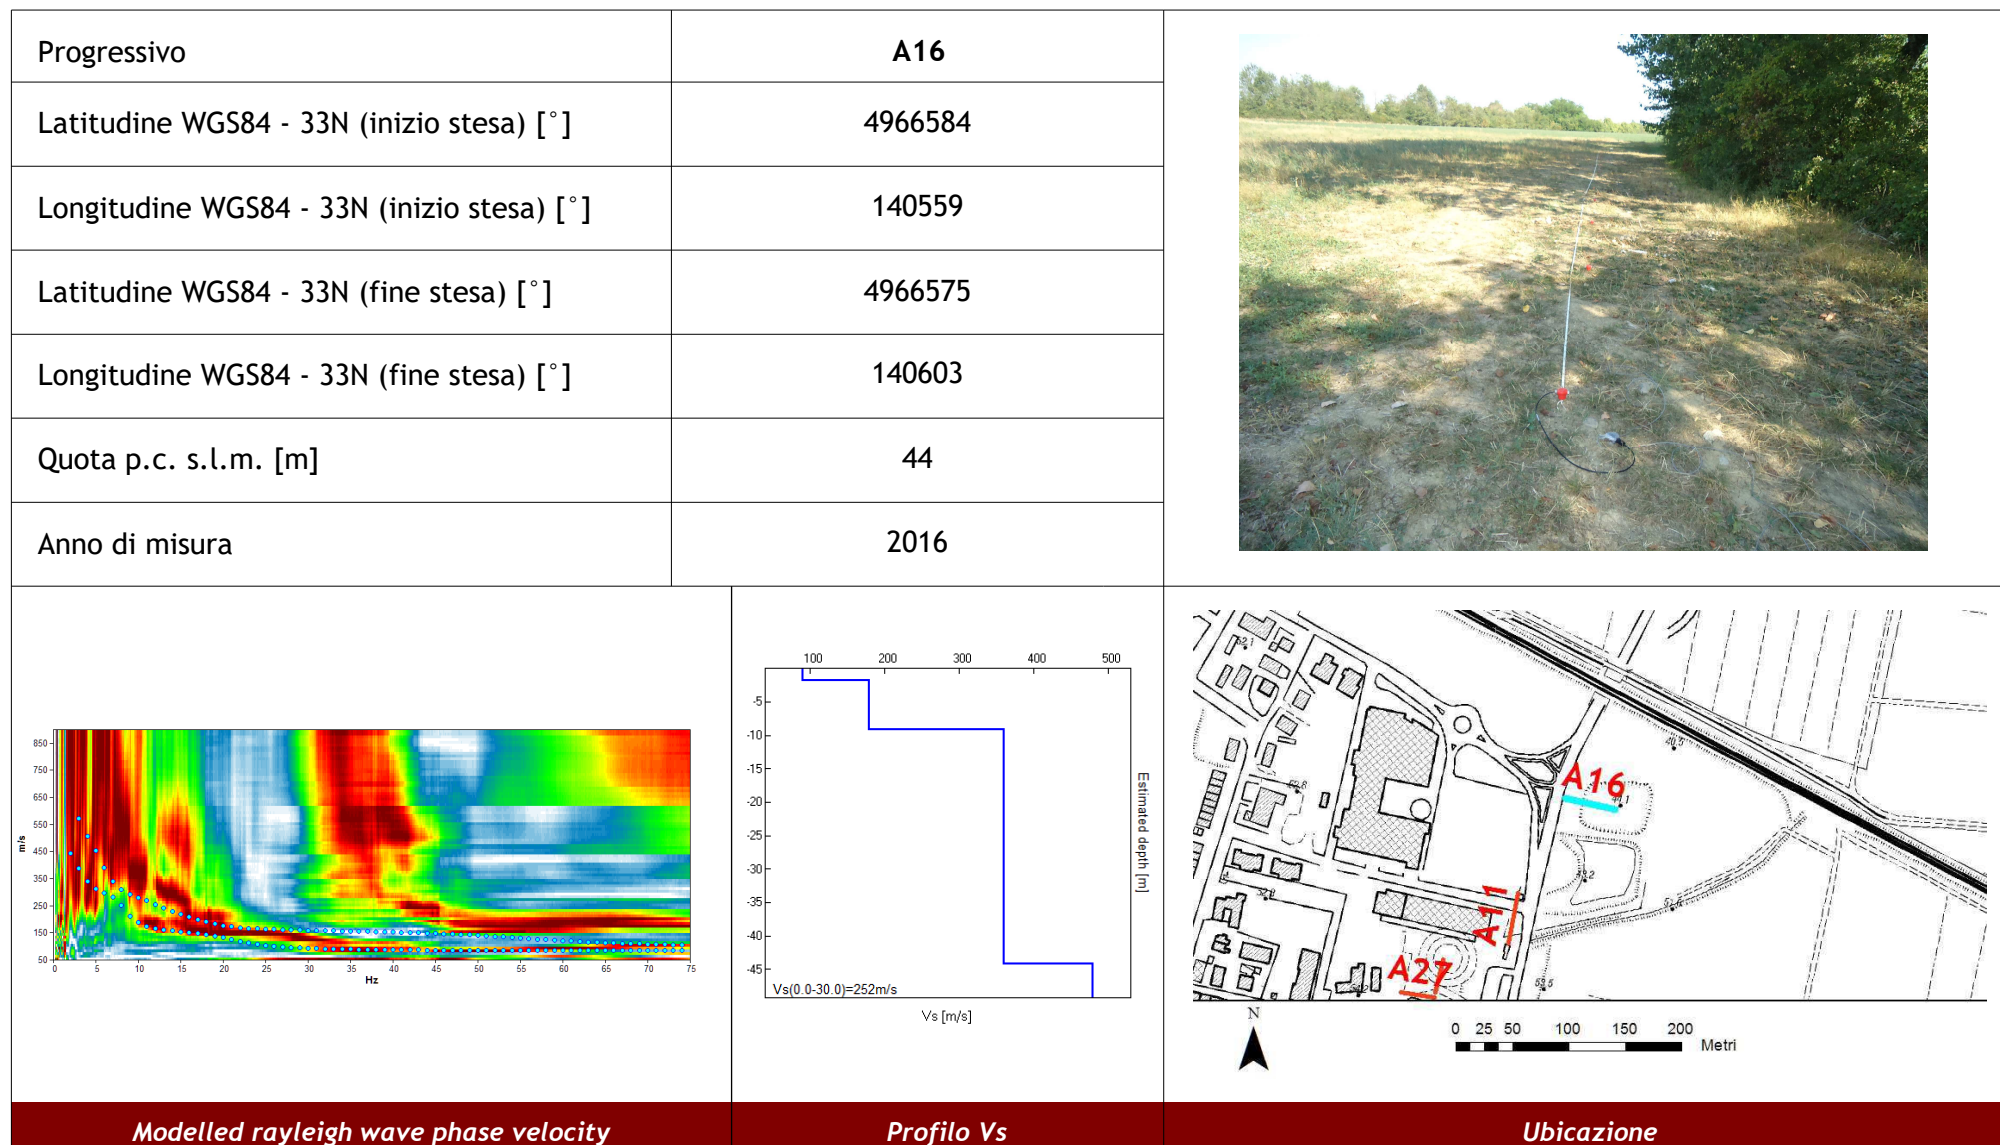 Progressivo A16
Latitudine WGS84 - 33N (inizio stesa) [°] 4966584
Longitudine WGS84 - 33N (inizio stesa) [°] 140559
Latitudine WGS84 - 33N (fine stesa) [°] 4966575
Longitudine WGS84 - 33N (fine stesa) [°] 140603
Quota p.c. s.l.m. [m] 44
Anno di misura 2016
850
750
650
550
450
350
250
150
50
m/s
0 5 10 15 20 25 30 35 40 45 50 55 60 65 70 75
Hz
100 200 300 400 500
-5
-10
-15
-20
-25
-30
-35
-40
-45
Estimated depth [m]
Vs(0.0-30.0)=252m/s
Vs [m/s]
A16
A11
A27
40,5
N
0 25 50 100 150 200
Metri
Modelled rayleigh wave phase velocity
Profilo Vs
Ubicazione